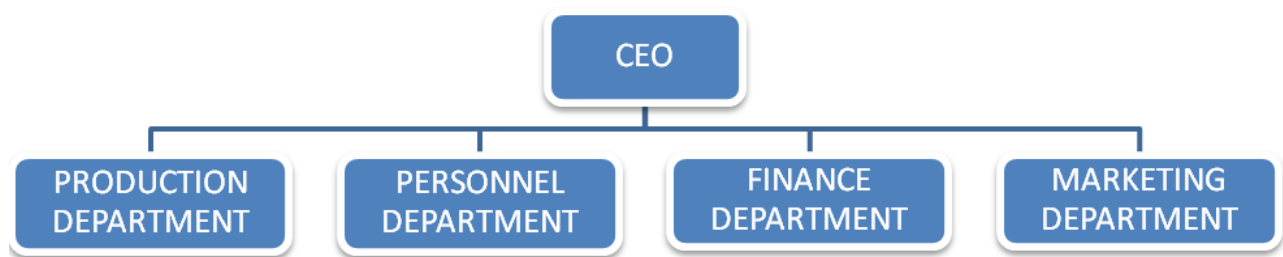 CEO
PRODUCTION
DEPARTMENT
PERSONNEL
DEPARTMENT
FINANCE
DEPARTMENT
MARKETING
DEPARTMENT